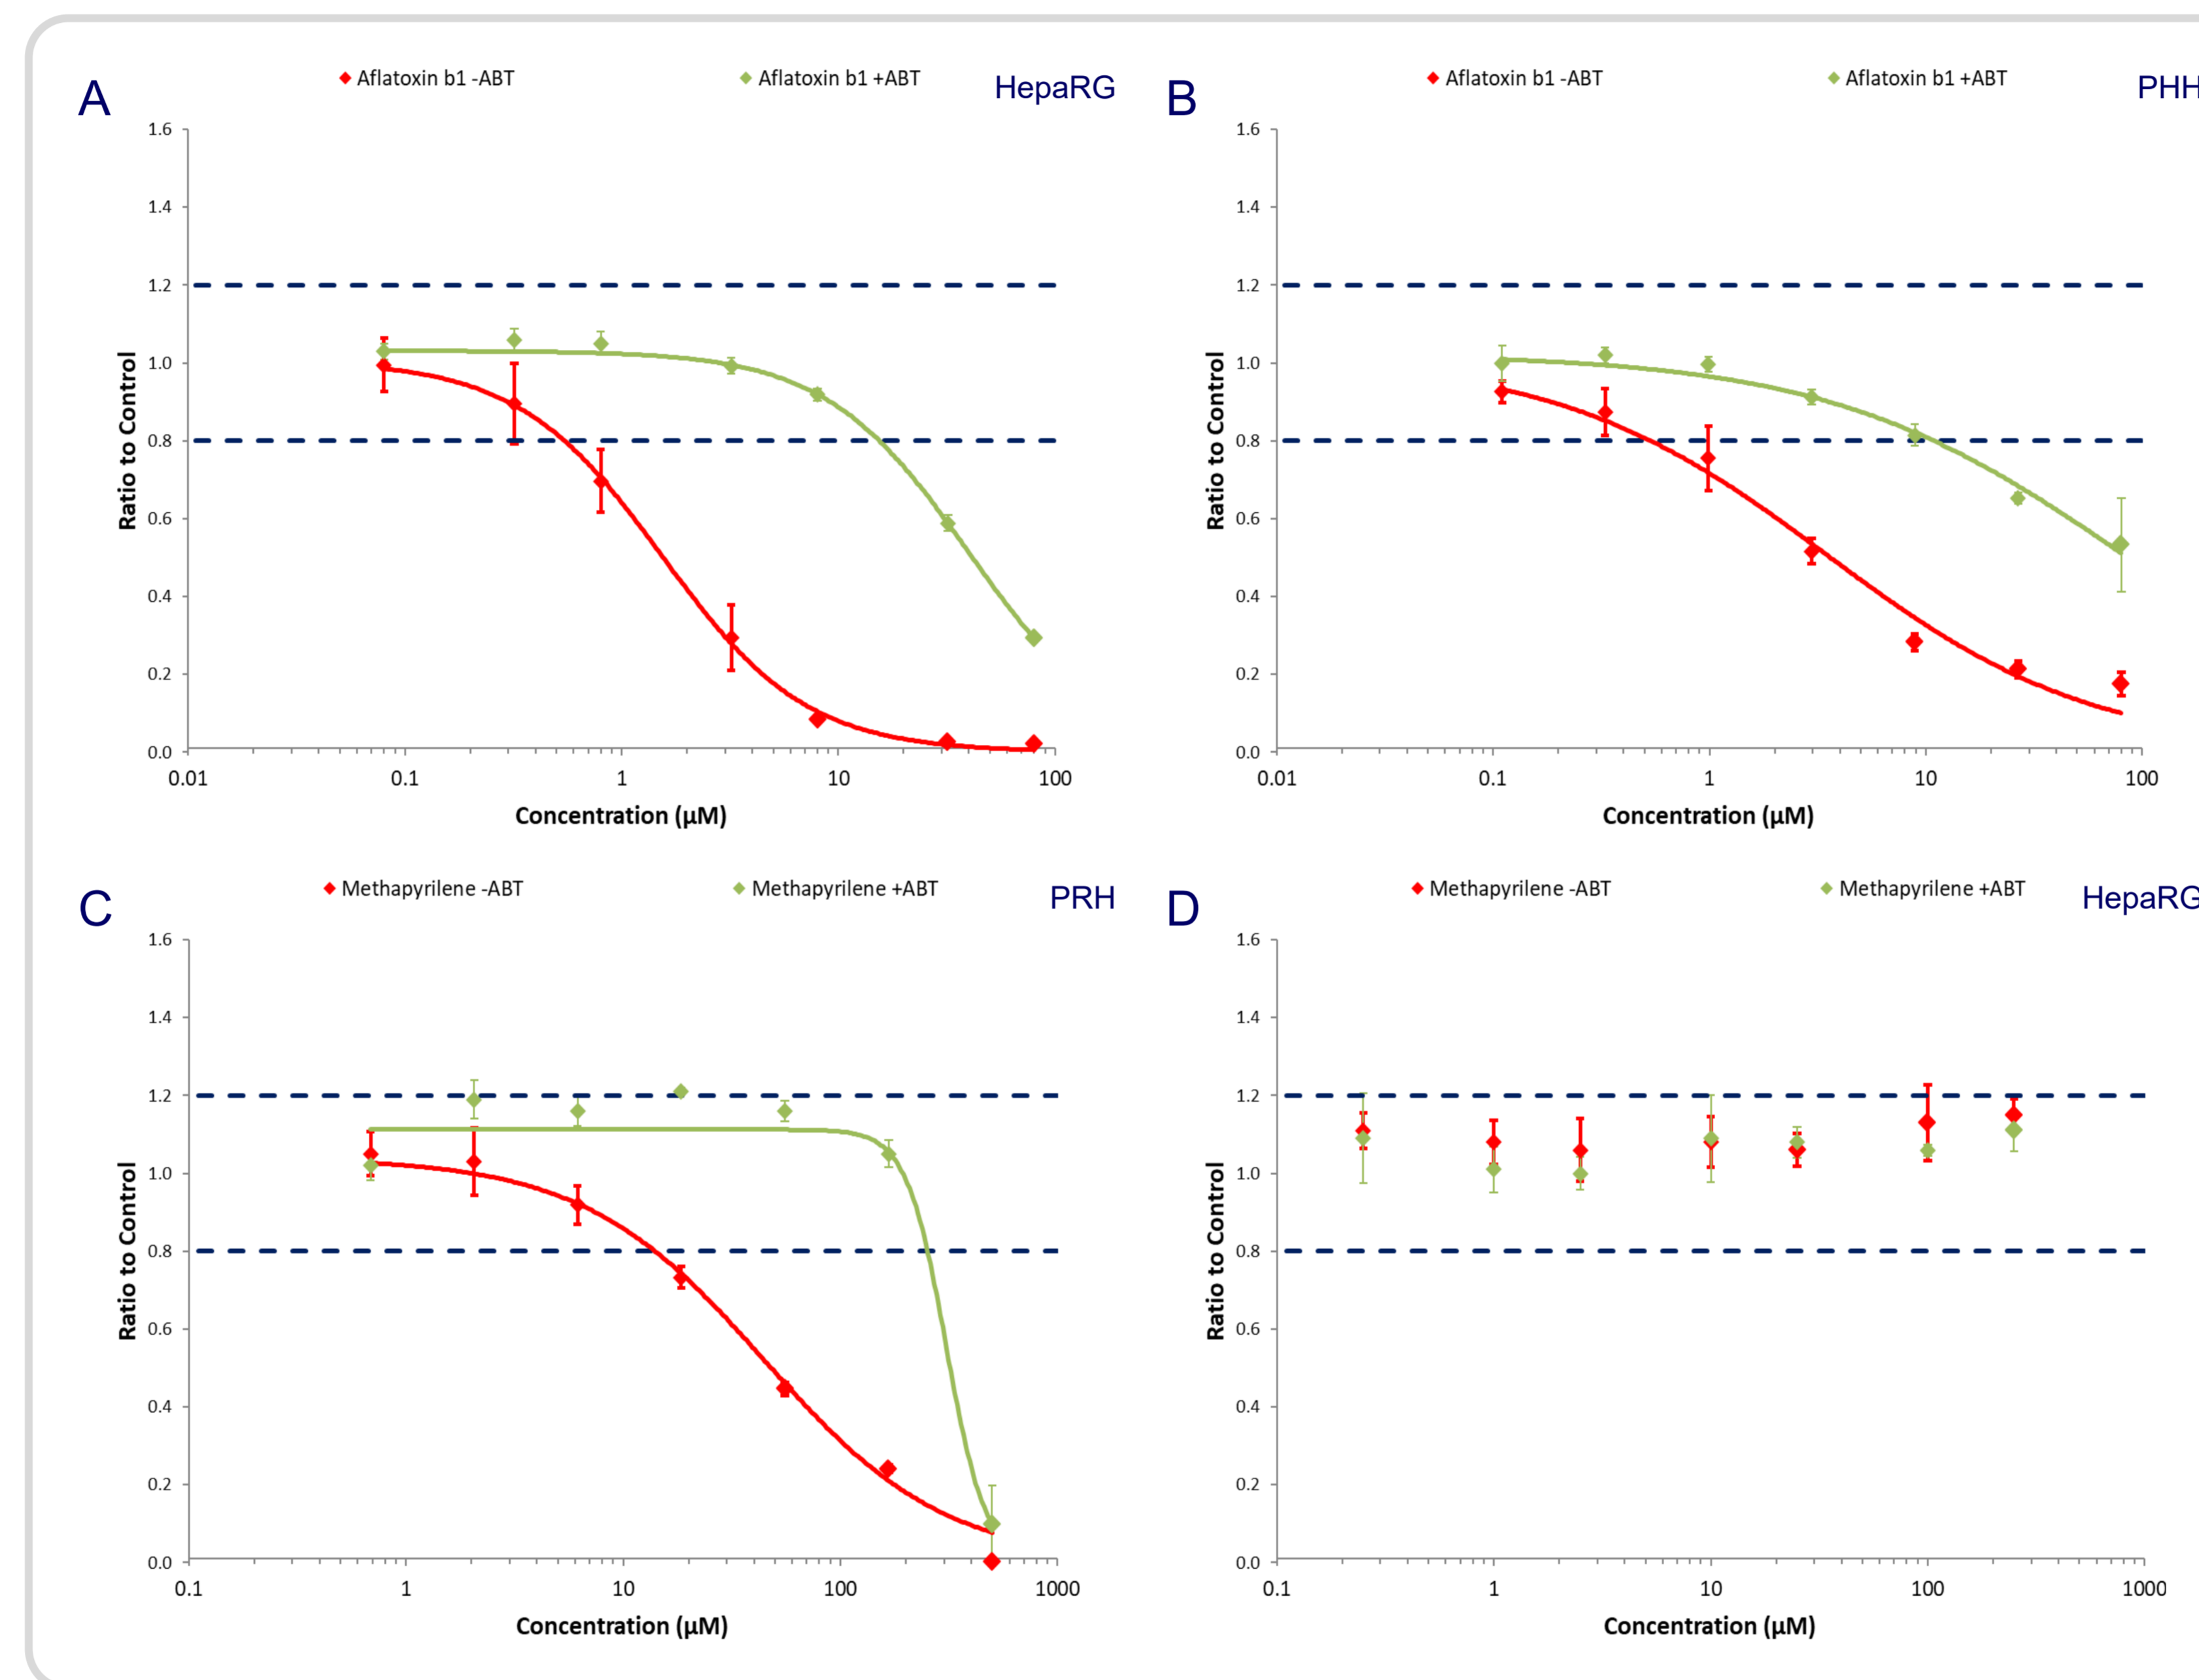 A
Aflatoxin b1 -ABT
Aflatoxin b1 +ABT
HepaRG
1.6
1.4
1.2
1.0
0.8
0.6
0.4
0.2
0.0
Ratio to Control
0.01 0.1 1 10 100
Concentration (µM)
B
Aflatoxin b1 -ABT
Aflatoxin b1 +ABT
PHH
1.6
1.4
1.2
1.0
0.8
0.6
0.4
0.2
0.0
Ratio to Control
0.01 0.1 1 10 100
Concentration (µM)
C
Methapyrilene -ABT
Methapyrilene +ABT
PRH
1.6
1.4
1.2
1.0
0.8
0.6
0.4
0.2
0.0
Ratio to Control
0.1 1 10 100 1000
Concentration (µM)
D
Methapyrilene -ABT
Methapyrilene +ABT
HepaRG
1.6
1.4
1.2
1.0
0.8
0.6
0.4
0.2
0.0
Ratio to Control
0.1 1 10 100 1000
Concentration (µM)